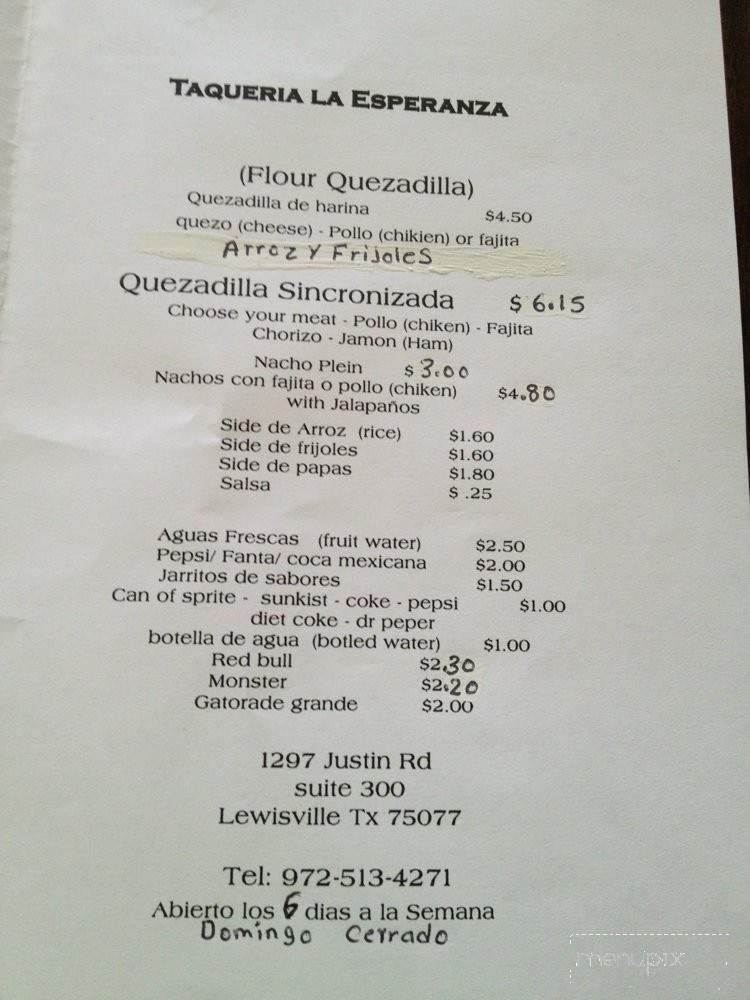 TAQUERIA LA ESPERANZA
(Flour Quezadilla)
Quezadilla de harina $4.50
quezo (cheese) - Pollo (chikien) or fajita
Arroz y Frijoles
Quezadilla Sincronizada $6.15
Choose your meat - Pollo (chiken) - Fajita
Chorizo - Jamon (Ham)
Nacho Plein $3.00
Nachos con fajita o pollo (chiken) $4.80
with Jalapaños
Side de Arroz (rice) $1.60
Side de frijoles $1.60
Side de papas $1.80
Salsa $ .25
Aguas Frescas (fruit water) $2.50
Pepsi/ Fanta/ coca mexicana $2.00
Jarritos de sabores $1.50
Can of sprite - sunkist - coke - pepsi $1.00
diet coke - dr peper
botella de agua (botled water) $1.00
Red bull $2.30
Monster $2.20
Gatorade grande $2.00
1297 Justin Rd
suite 300
Lewisville Tx 75077
Tel: 972-513-4271
Abierto los 6 dias a la Semana
Domingo Cerrado
menupix